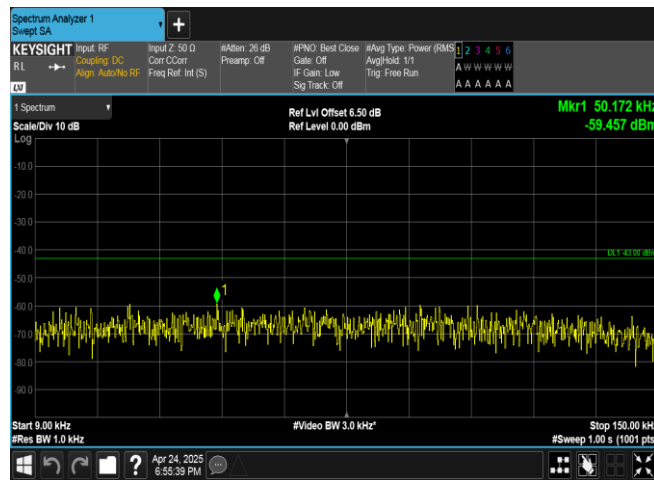 Spectrum Analyzer 1
Swept SA
+
KEYSIGHT Input: RF Input Z: 50 Ω #Atten: 26 dB #PNO: Best Close #Avg Type: Power (RMS 1 2 3 4 5 6
RL Coupling: DC Corr CCorr Preamp: Off Gate: Off Avg|Hold: 1/1 A W W W W W
Align: Auto/No RF Freq Ref: Int (S) IF Gain: Low Trig: Free Run
LXI Sig Track: Off A A A A A A
1 Spectrum Ref Lvl Offset 6.50 dB Mkr1 50.172 kHz
Scale/Div 10 dB Ref Level 0.00 dBm -59.457 dBm
Log
-10.0
-20.0
-30.0
-40.0
DL1 -43.00 dBm
-50.0
1
-60.0
-70.0
-80.0
-90.0
Start 9.00 kHz #Video BW 3.0 kHz* Stop 150.00 kHz
#Res BW 1.0 kHz #Sweep 1.00 s (1001 pts
? Apr 24, 2025
6:55:39 PM